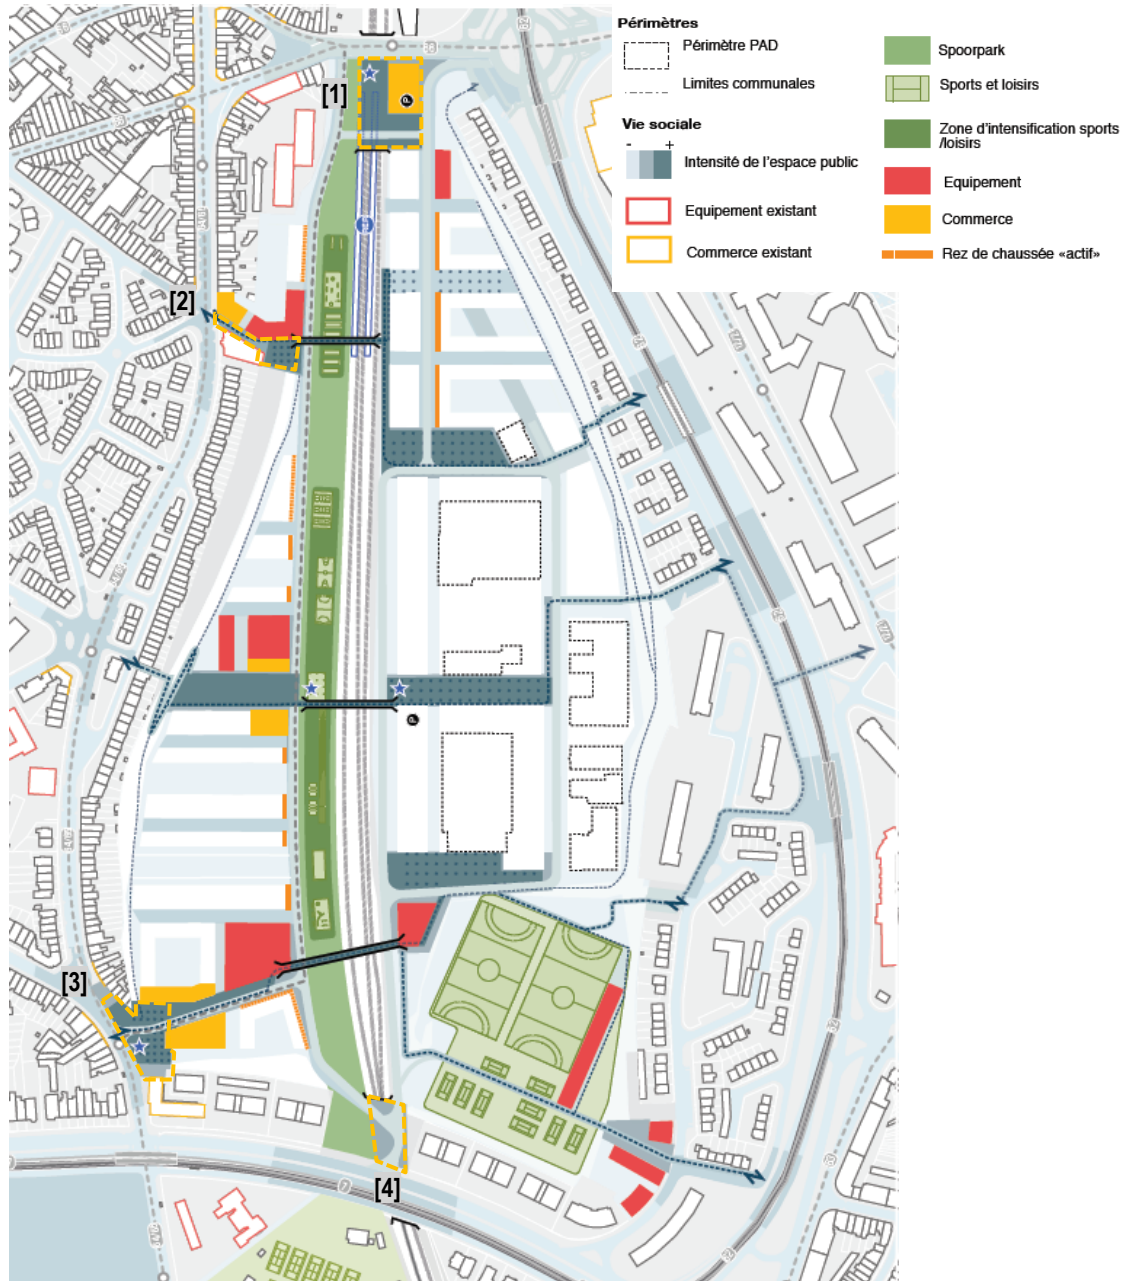 Périmètres
Périmètre PAD
Limites communales
Vie sociale
- +
Intensité de l'espace public
Equipement existant
Commerce existant
Spoorpark
Sports et loisirs
Zone d'intensification sports
/loisirs
Equipement
Commerce
Rez de chaussée «actif»
[1]
P
[2]
P
[3]
[4]
7